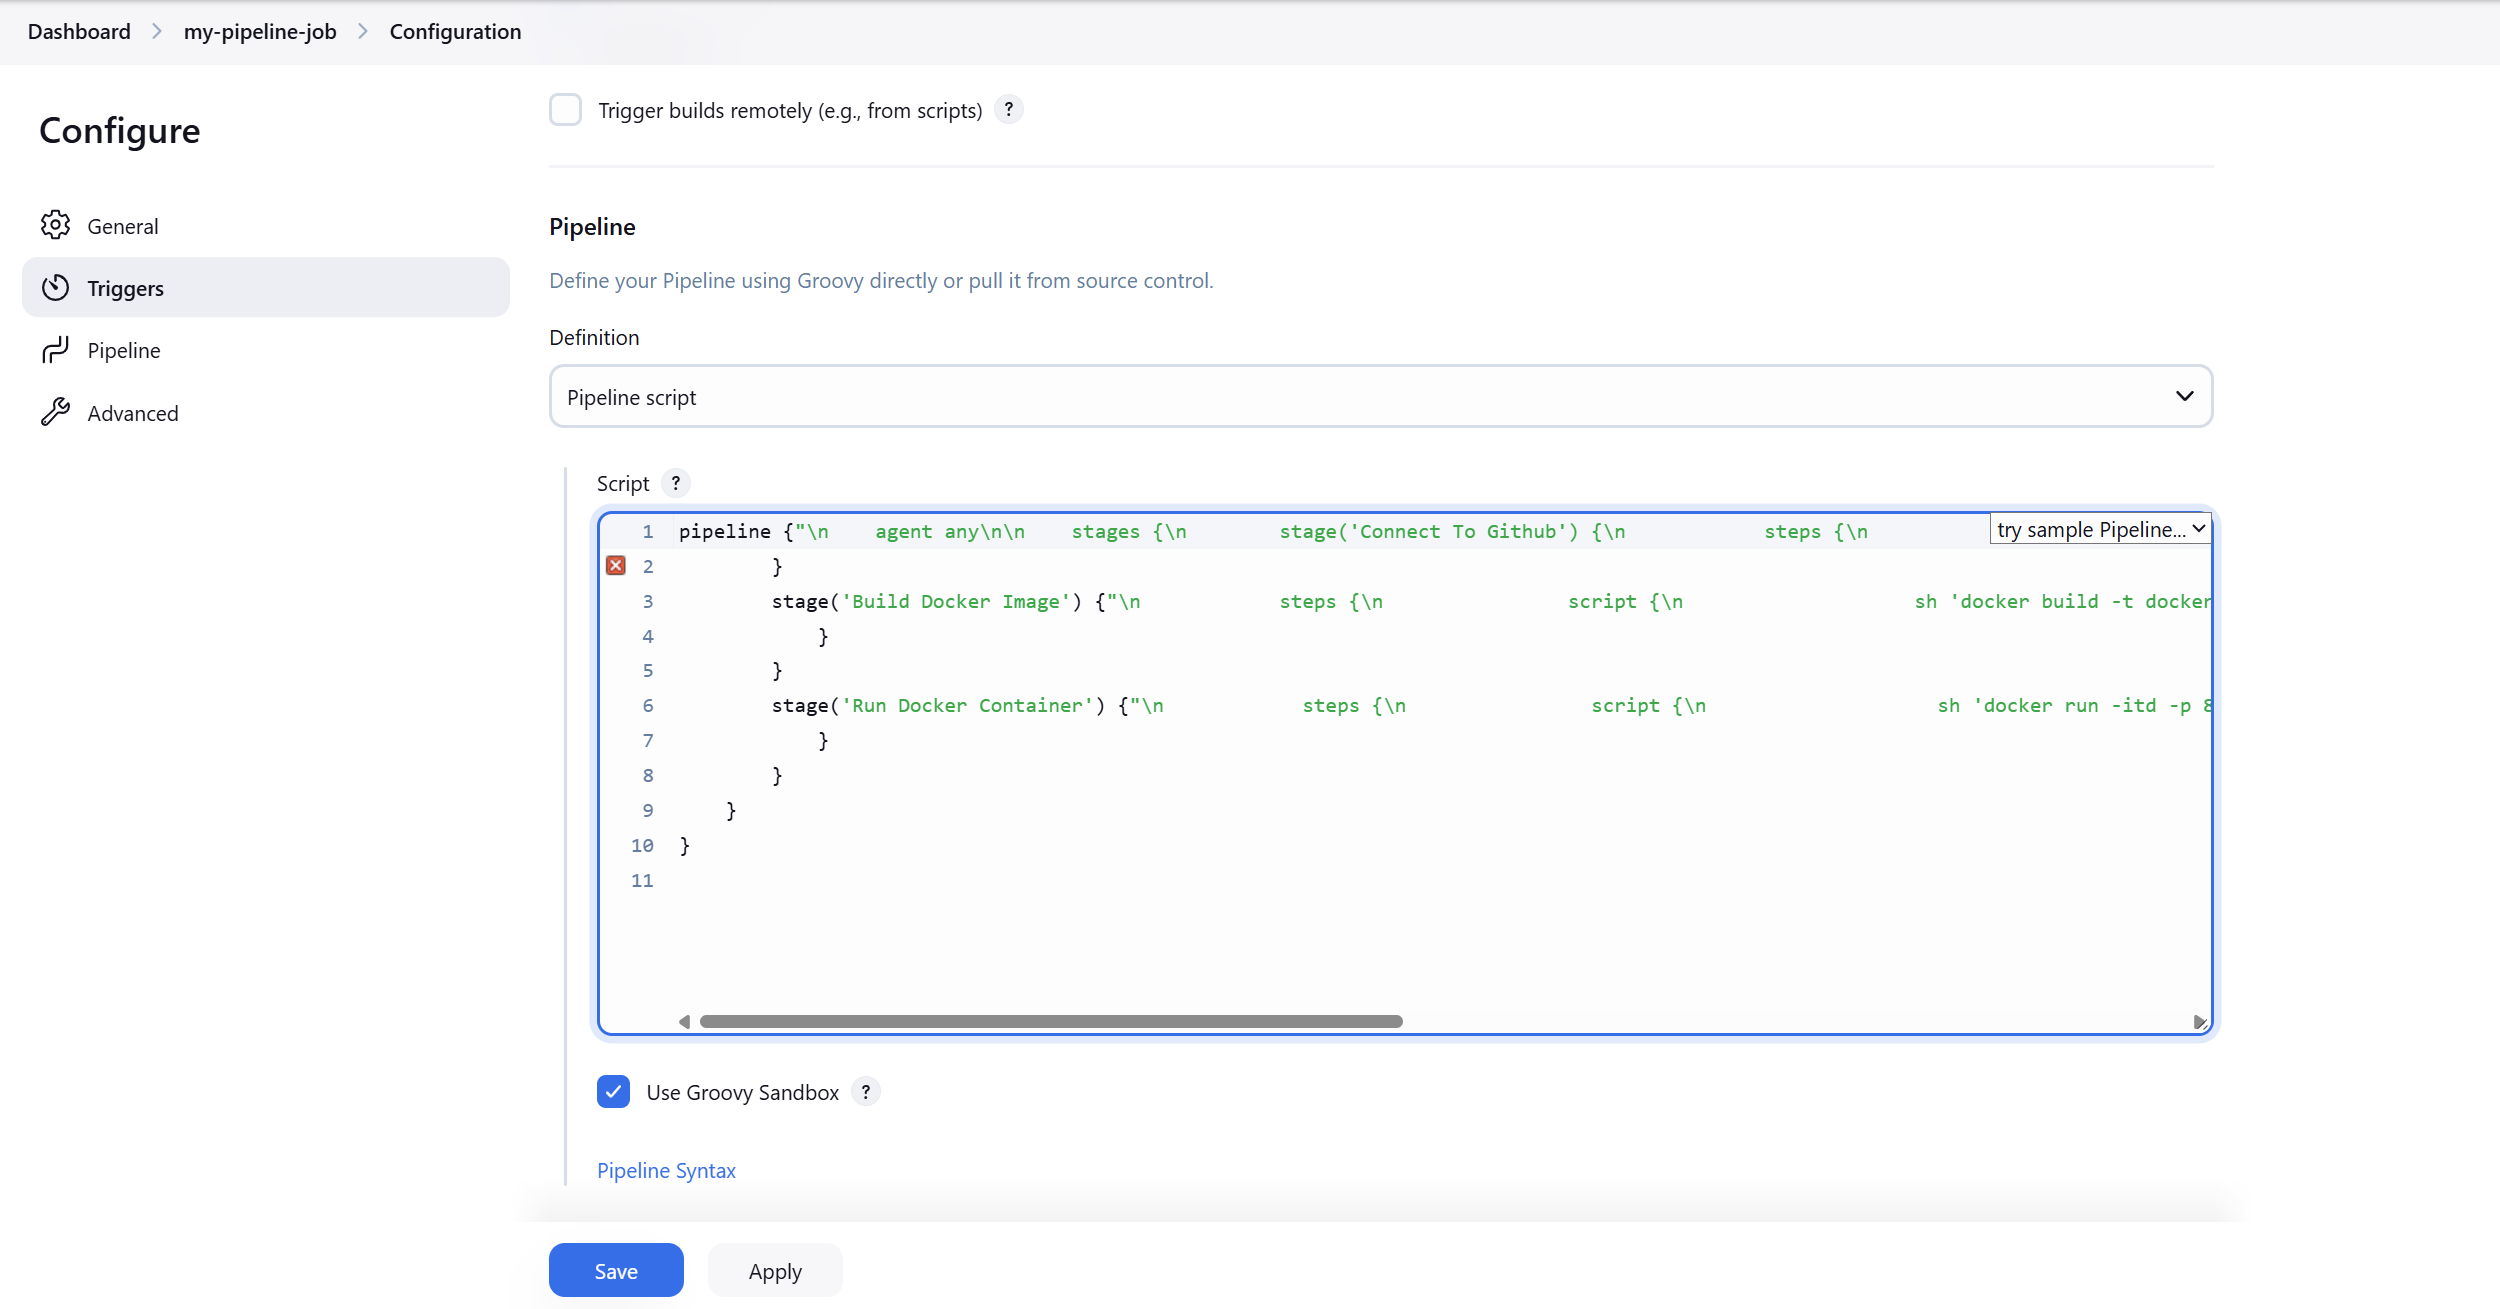 Dashboard > my-pipeline-job > Configuration
Configure
General
Triggers
Pipeline
Advanced
Trigger builds remotely (e.g., from scripts) ?
Pipeline
Define your Pipeline using Groovy directly or pull it from source control.
Definition
Pipeline script
Script ?
try sample Pipeline...
1 pipeline {"\n    agent any\n\n    stages {\n        stage('Connect To Github') {\n            steps {\n
2         }
3         stage('Build Docker Image') {"\n            steps {\n                script {\n                    sh 'docker build -t docker
4             }
5         }
6         stage('Run Docker Container') {"\n            steps {\n                script {\n                    sh 'docker run -itd -p 8
7             }
8         }
9     }
10 }
11
Use Groovy Sandbox ?
Pipeline Syntax
Save
Apply